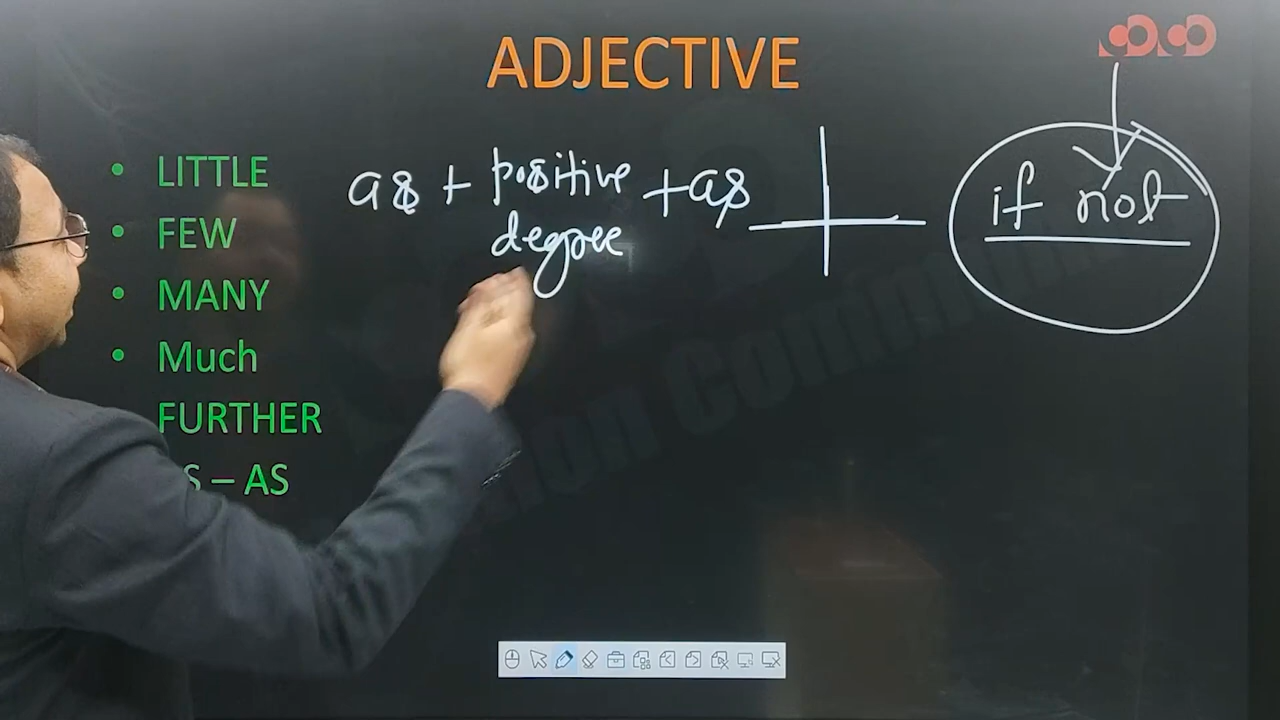 ADJECTIVE
• LITTLE
• FEW
• MANY
• Much
FURTHER
S – AS
as + positive degree + as +
if not